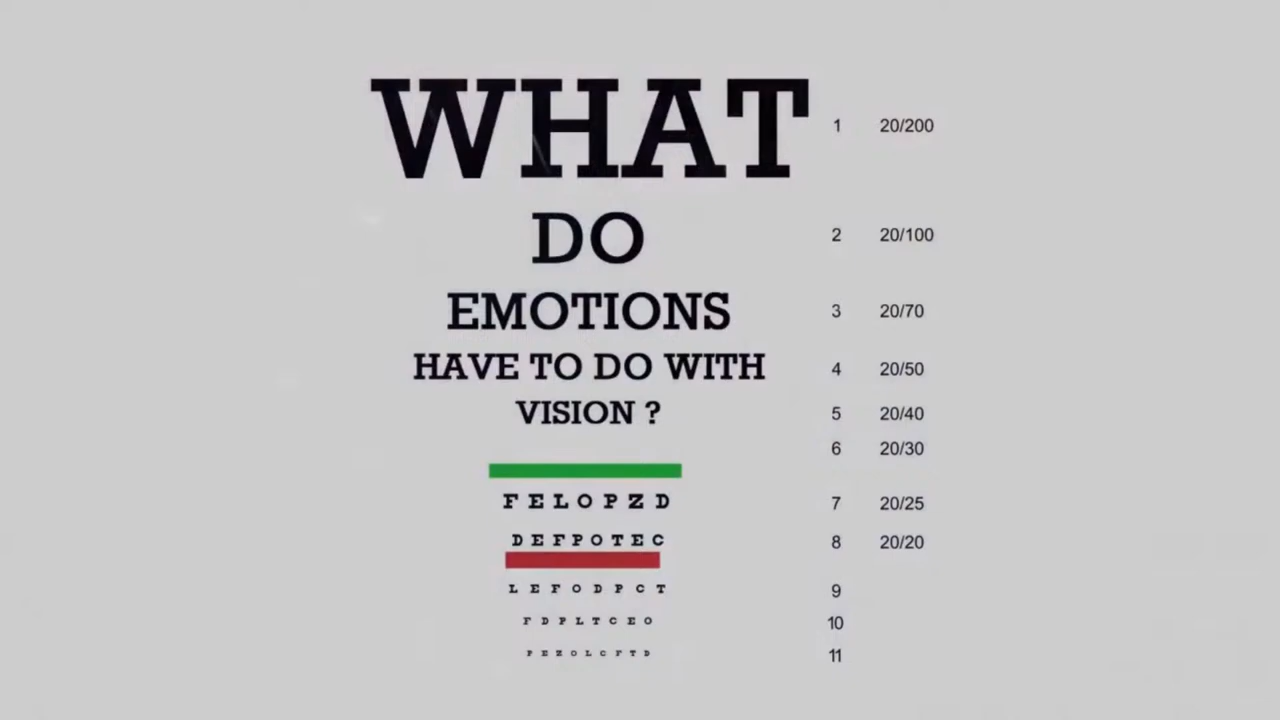 WHAT 1 20/200
DO 2 20/100
EMOTIONS 3 20/70
HAVE TO DO WITH 4 20/50
VISION ? 5 20/40
6 20/30
F E L O P Z D 7 20/25
D E F P O T E C 8 20/20
L E F O D P C T 9
F D P L T C E O 10
P E Z O L C F T D 11